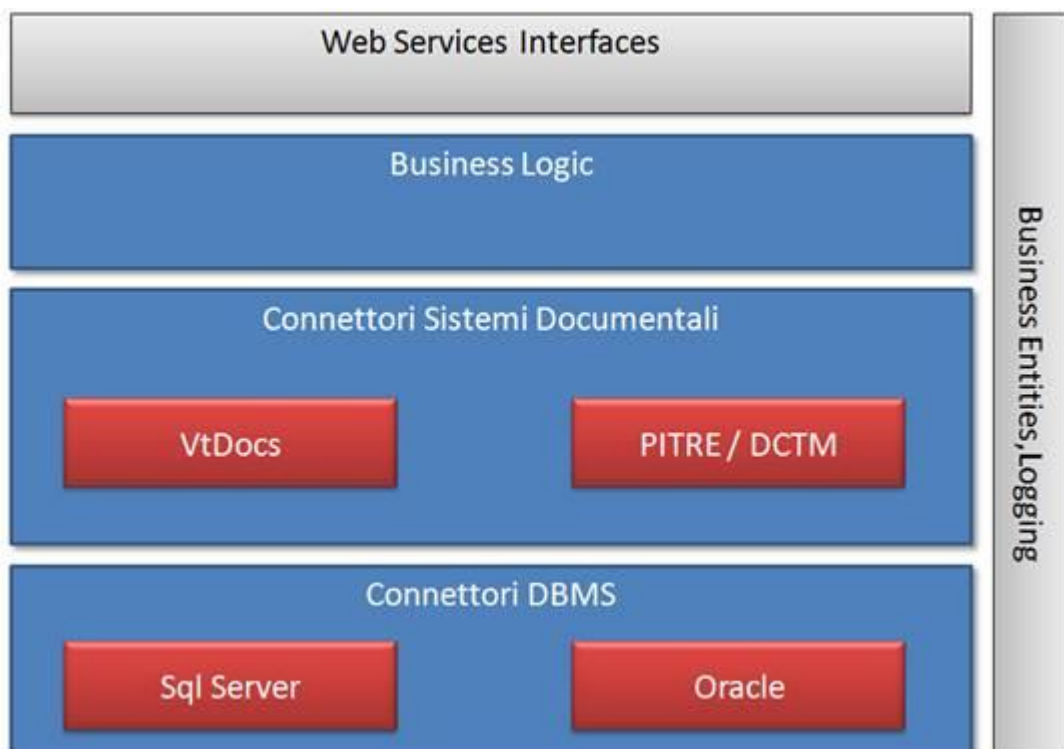 Web Services Interfaces
Business Logic
Connettori Sistemi Documentali
VtDocs
PITRE / DCTM
Connettori DBMS
Sql Server
Oracle
Business Entities,Logging